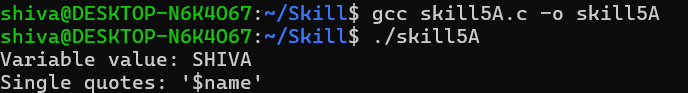 shiva@DESKTOP-N6K4O67:~/Skill$ gcc skill5A.c -o skill5A
shiva@DESKTOP-N6K4O67:~/Skill$ ./skill5A
Variable value: SHIVA
Single quotes: '$name'